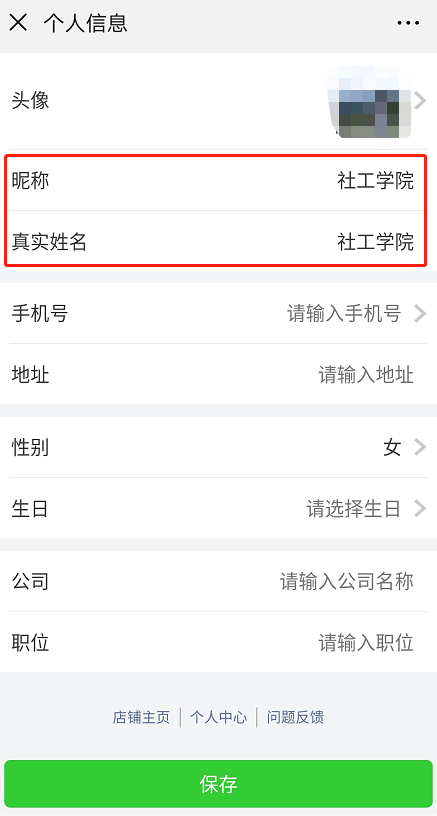 个人信息
头像
昵称 社工学院
真实姓名 社工学院
手机号 请输入手机号
地址 请输入地址
性别 女
生日 请选择生日
公司 请输入公司名称
职位 请输入职位
店铺主页 个人中心 问题反馈
保存